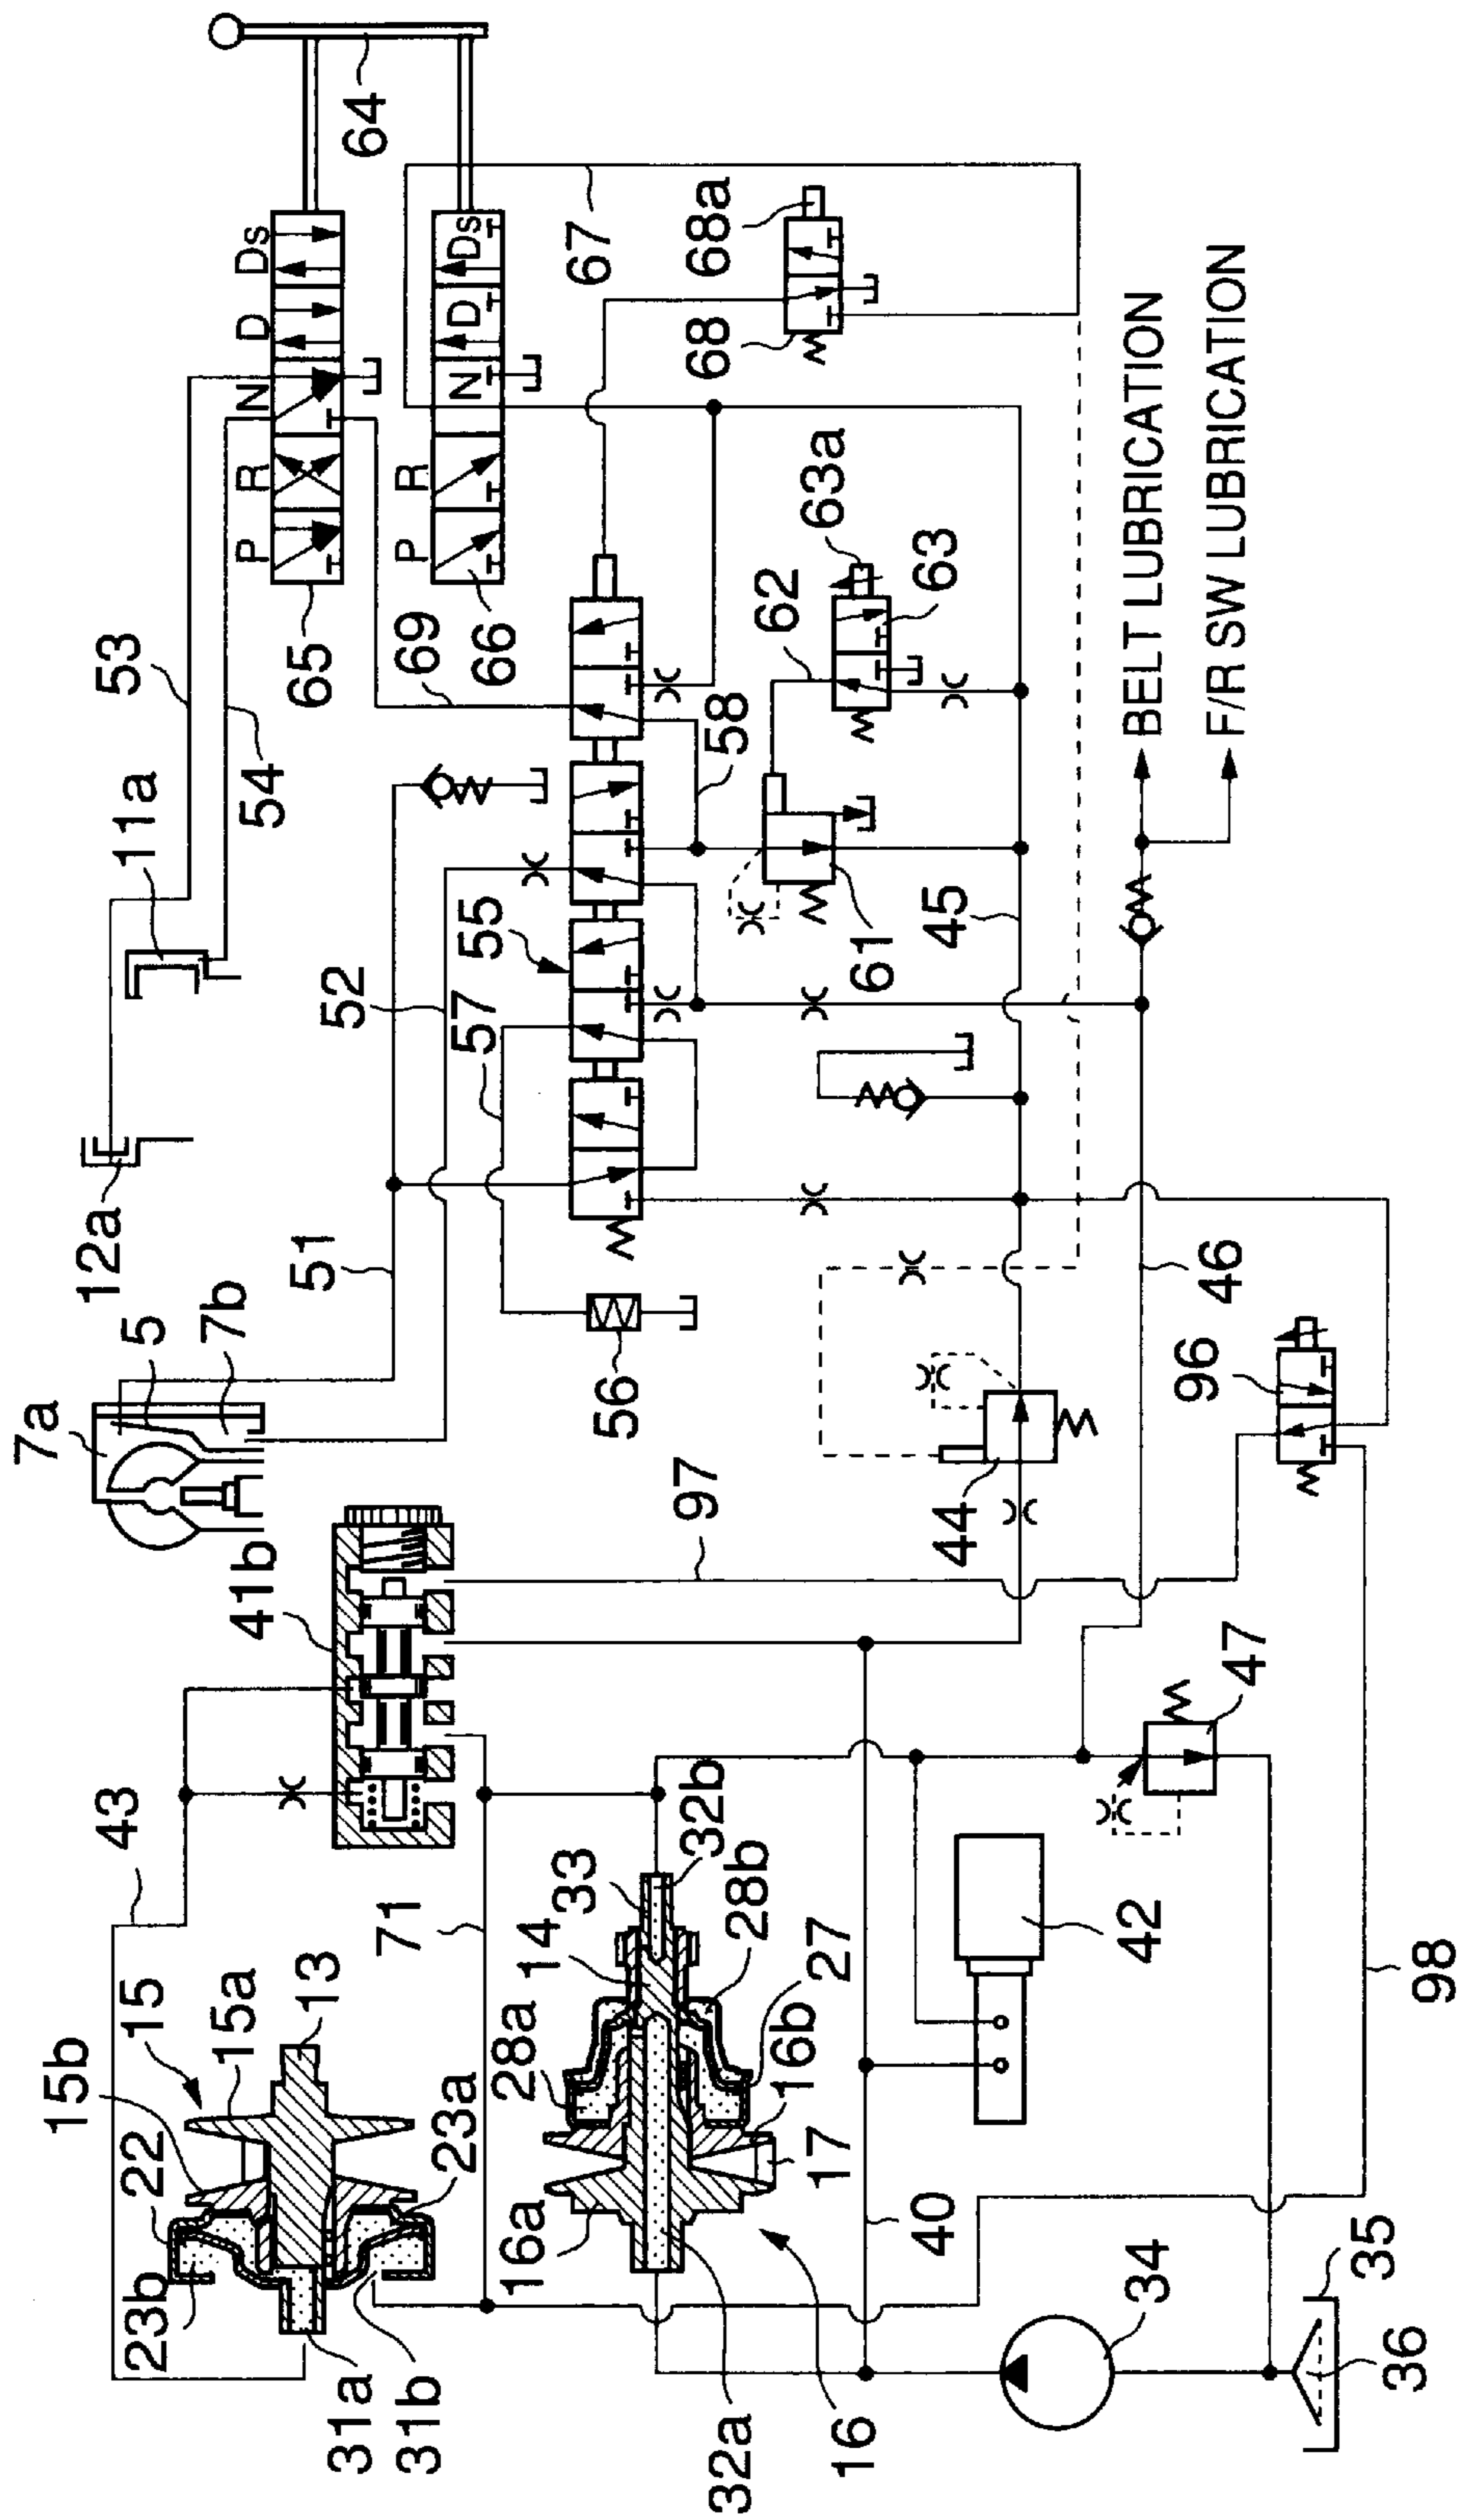 7a
15b
12a
43
53
23b
22
15
5
11a
15a
7b
41b
P
R
N
D
Ds
54
13
51
65
31a
52
64
71
31b
69
P
R
23a
N
D
Ds
57
55
66
16a
28a
14
33
67
56
32b
97
58
68
68a
32a
28b
62
16b
17
27
63a
16
61
40
44
45
63
34
42
BELT LUBRICATION
96
46
F/R SW LUBRICATION
47
35
36
98